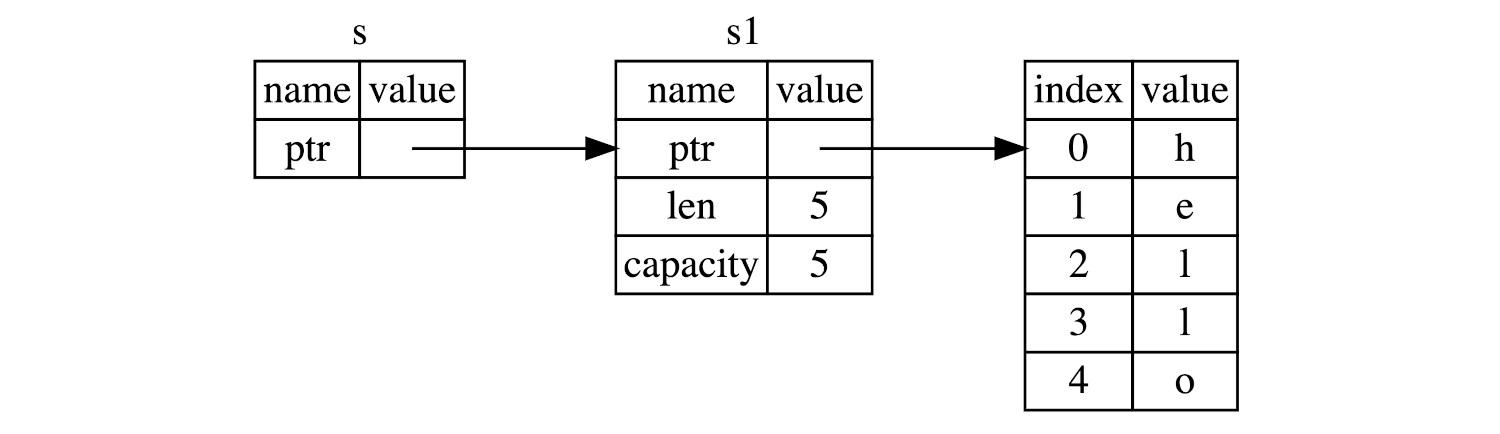 s
name value
ptr
s1
name value
ptr
len 5
capacity 5
index value
0 h
1 e
2 l
3 l
4 o